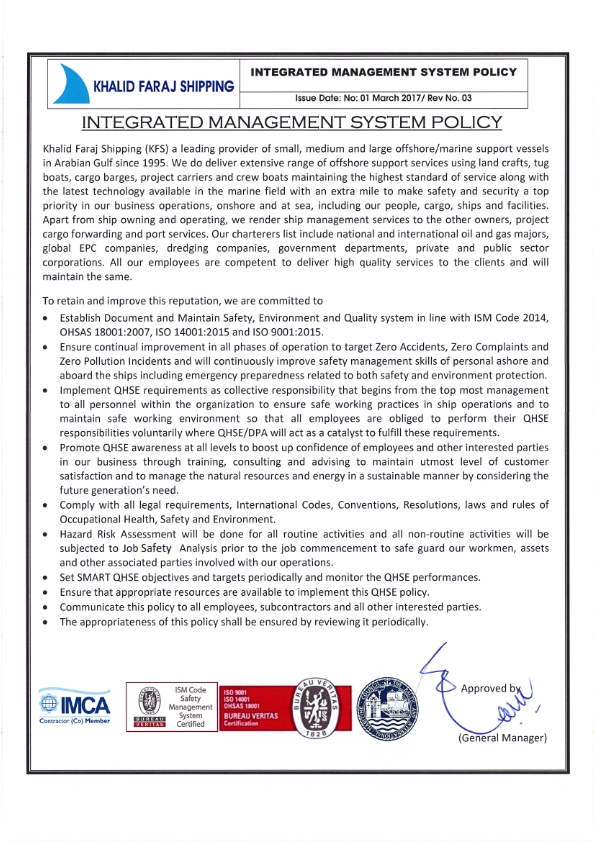 KHALID FARAJ SHIPPING
INTEGRATED MANAGEMENT SYSTEM POLICY
Issue Date: No: 01 March 2017/ Rev No. 03
INTEGRATED MANAGEMENT SYSTEM POLICY
Khalid Faraj Shipping (KFS) a leading provider of small, medium and large offshore/marine support vessels
in Arabian Gulf since 1995. We do deliver extensive range of offshore support services using land crafts, tug
boats, cargo barges, project carriers and crew boats maintaining the highest standard of service along with
the latest technology available in the marine field with an extra mile to make safety and security a top
priority in our business operations, onshore and at sea, including our people, cargo, ships and facilities.
Apart from ship owning and operating, we render ship management services to the other owners, project
cargo forwarding and port services. Our charterers list include national and international oil and gas majors,
global EPC companies, dredging companies, government departments, private and public sector
corporations. All our employees are competent to deliver high quality services to the clients and will
maintain the same.
To retain and improve this reputation, we are committed to
• Establish Document and Maintain Safety, Environment and Quality system in line with ISM Code 2014,
OHSAS 18001:2007, ISO 14001:2015 and ISO 9001:2015.
• Ensure continual improvement in all phases of operation to target Zero Accidents, Zero Complaints and
Zero Pollution Incidents and will continuously improve safety management skills of personal ashore and
aboard the ships including emergency preparedness related to both safety and environment protection.
• Implement QHSE requirements as collective responsibility that begins from the top most management
to all personnel within the organization to ensure safe working practices in ship operations and to
maintain safe working environment so that all employees are obliged to perform their QHSE
responsibilities voluntarily where QHSE/DPA will act as a catalyst to fulfill these requirements.
• Promote QHSE awareness at all levels to boost up confidence of employees and other interested parties
in our business through training, consulting and advising to maintain utmost level of customer
satisfaction and to manage the natural resources and energy in a sustainable manner by considering the
future generation's need.
• Comply with all legal requirements, International Codes, Conventions, Resolutions, laws and rules of
Occupational Health, Safety and Environment.
• Hazard Risk Assessment will be done for all routine activities and all non-routine activities will be
subjected to Job Safety Analysis prior to the job commencement to safe guard our workmen, assets
and other associated parties involved with our operations.
• Set SMART QHSE objectives and targets periodically and monitor the QHSE performances.
• Ensure that appropriate resources are available to implement this QHSE policy.
• Communicate this policy to all employees, subcontractors and all other interested parties.
• The appropriateness of this policy shall be ensured by reviewing it periodically.
IMCA
Contractor (Co) Member
BUREAU
VERITAS
ISM Code
Safety
Management
System
Certified
ISO 9001
ISO 14001
OHSAS 18001
BUREAU VERITAS
Certification
BUREAU VERITAS
1828
Approved by
(General Manager)